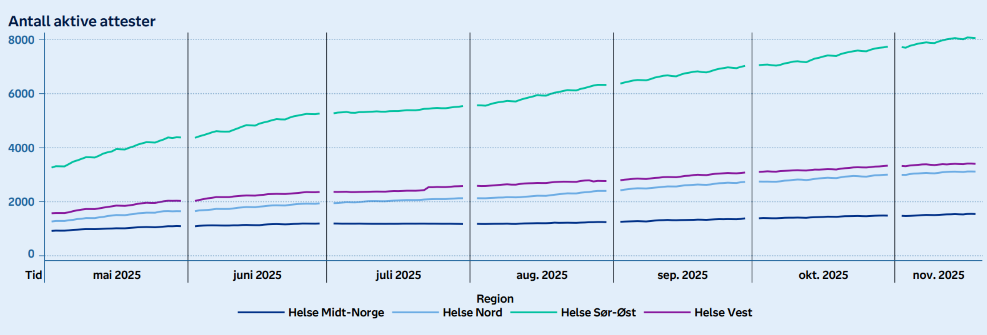 Antall aktive attester
8000
6000
4000
2000
0
Tid mai 2025 juni 2025 juli 2025 aug. 2025 sep. 2025 okt. 2025 nov. 2025
Region
Helse Midt-Norge Helse Nord Helse Sør-Øst Helse Vest